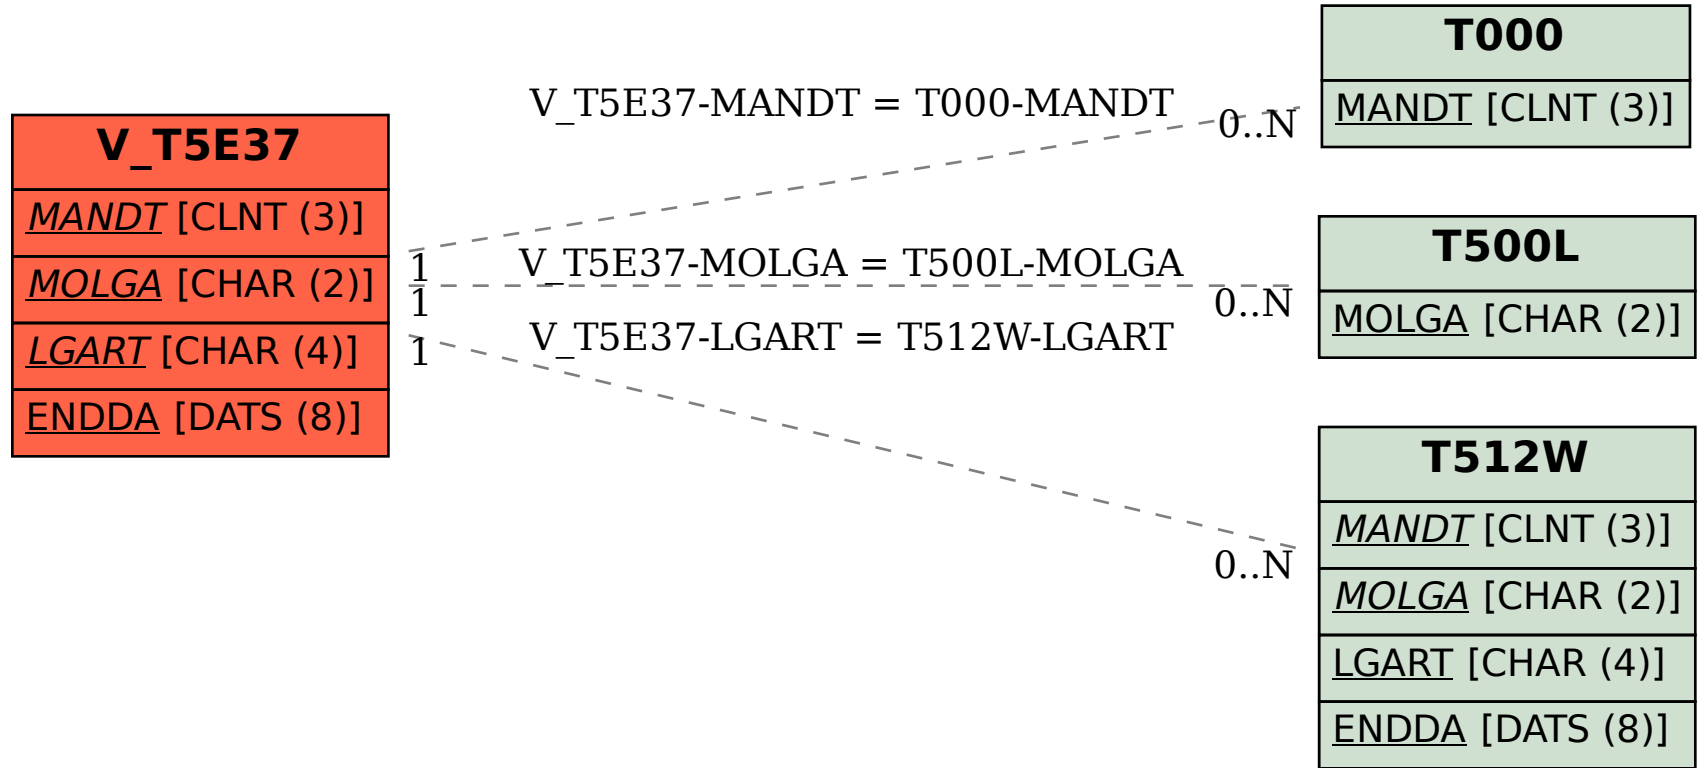 V_T5E37
MANDT [CLNT (3)]
MOLGA [CHAR (2)]
LGART [CHAR (4)]
ENDDA [DATS (8)]
V_T5E37-MANDT = T000-MANDT
0..N
1
V_T5E37-MOLGA = T500L-MOLGA
1
0..N
V_T5E37-LGART = T512W-LGART
1
0..N
T000
MANDT [CLNT (3)]
T500L
MOLGA [CHAR (2)]
T512W
MANDT [CLNT (3)]
MOLGA [CHAR (2)]
LGART [CHAR (4)]
ENDDA [DATS (8)]